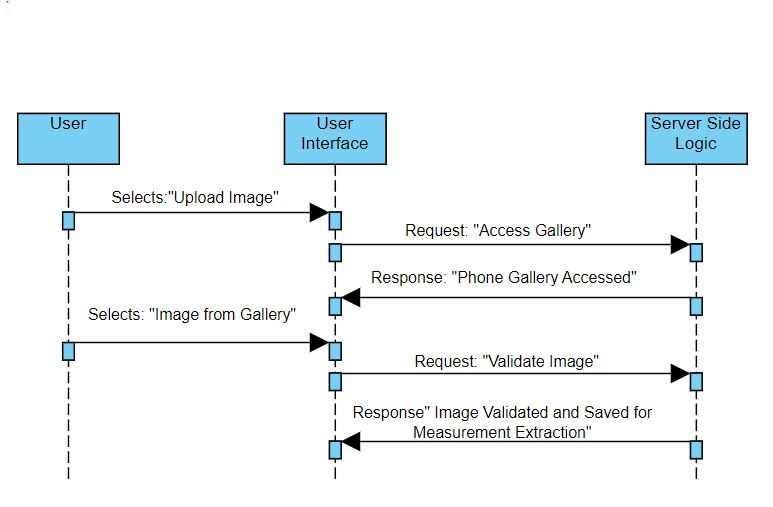 User
User
Interface
Server Side
Logic
Selects:"Upload Image"
Request: "Access Gallery"
Response: "Phone Gallery Accessed"
Selects: "Image from Gallery"
Request: "Validate Image"
Response" Image Validated and Saved for
Measurement Extraction"